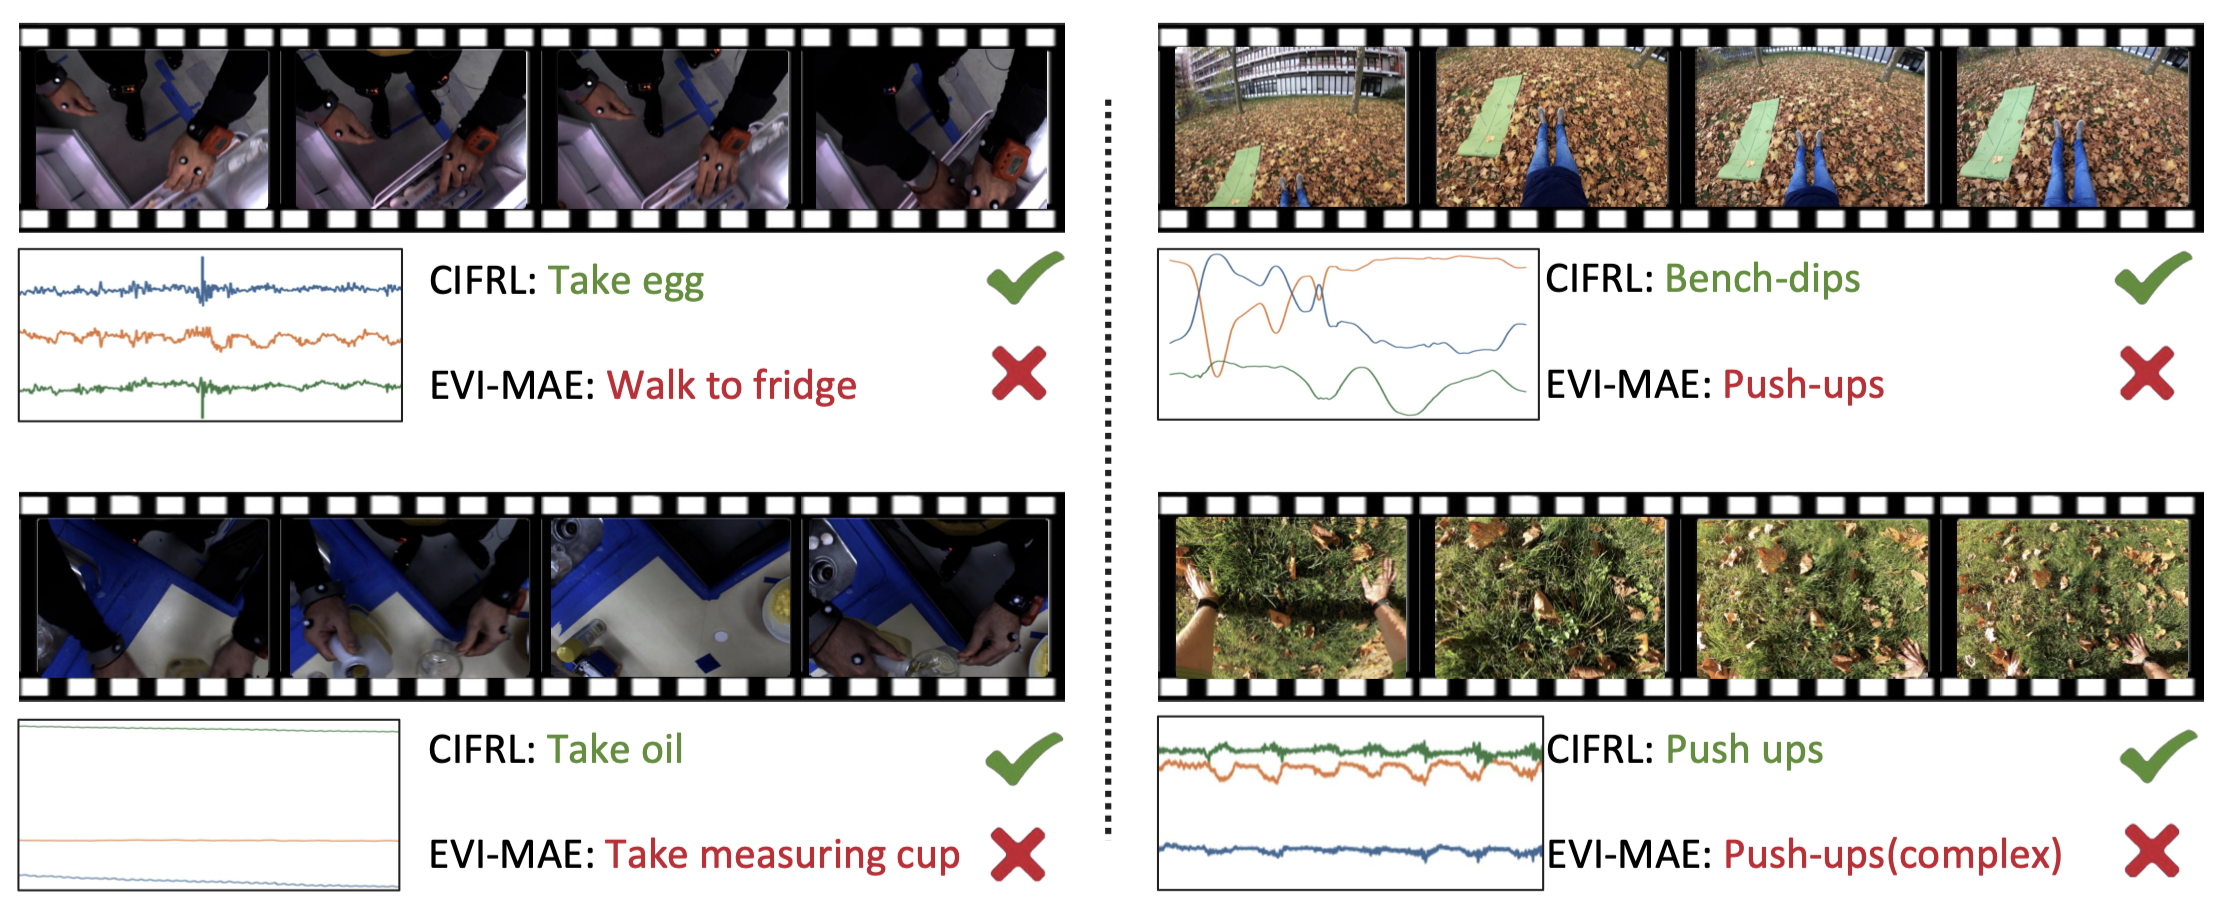 CIFRL: Take egg
EVI-MAE: Walk to fridge
CIFRL: Bench-dips
EVI-MAE: Push-ups
CIFRL: Take oil
EVI-MAE: Take measuring cup
CIFRL: Push ups
EVI-MAE: Push-ups(complex)